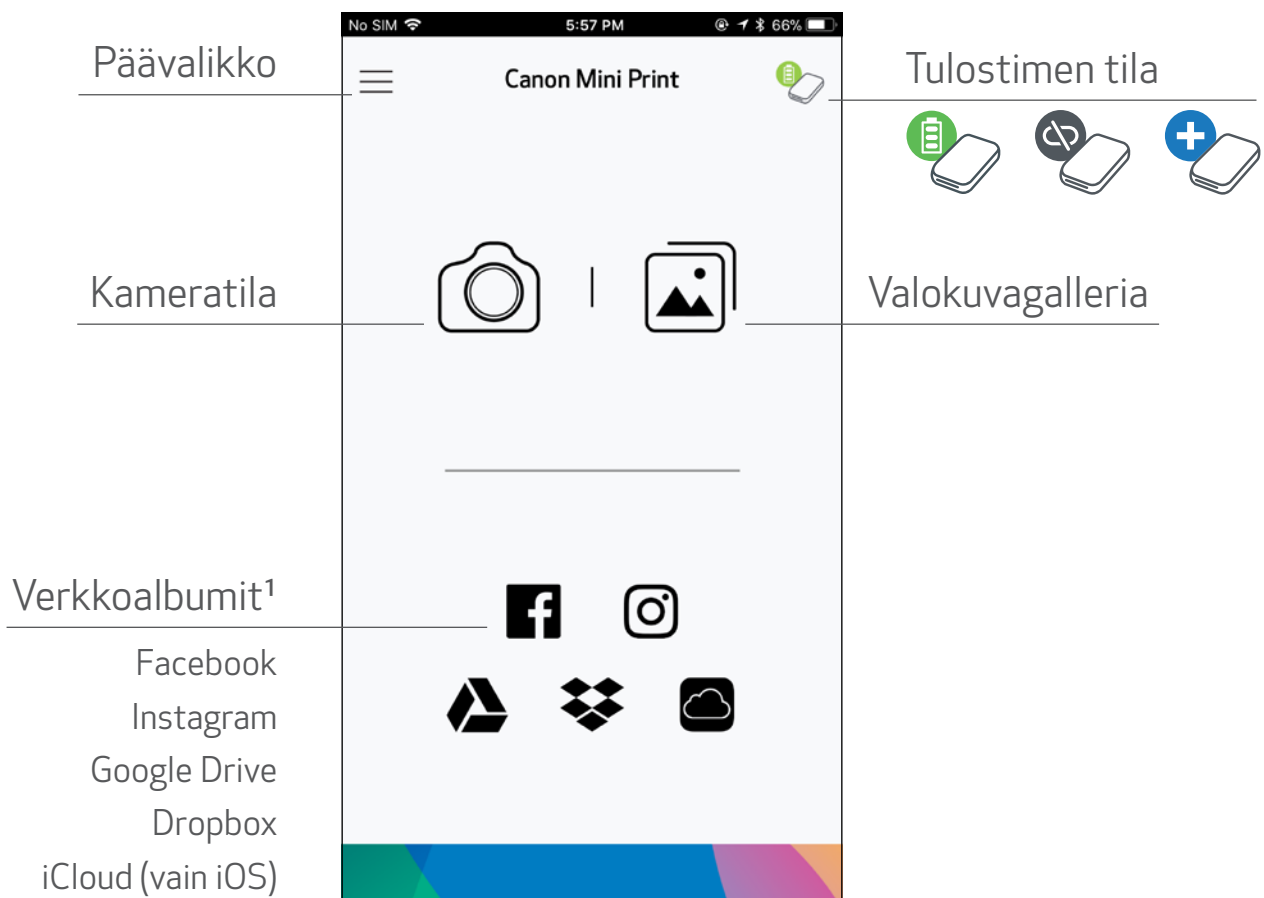 No SIM 5:57 PM 66%
Päävalikko
Canon Mini Print
Tulostimen tila
Kameratila
Valokuvagalleria
Verkkoalbumit¹
Facebook
Instagram
Google Drive
Dropbox
iCloud (vain iOS)